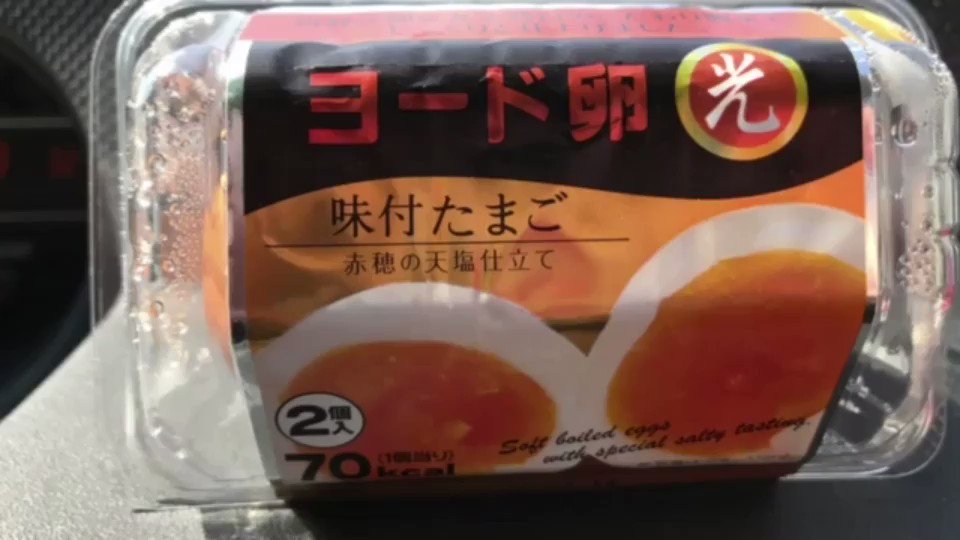 ヨード卵
光
味付たまご
赤穂の天塩仕立て
2個入
(1個当り)
70kcal
Soft boiled eggs
with special salty tasting.